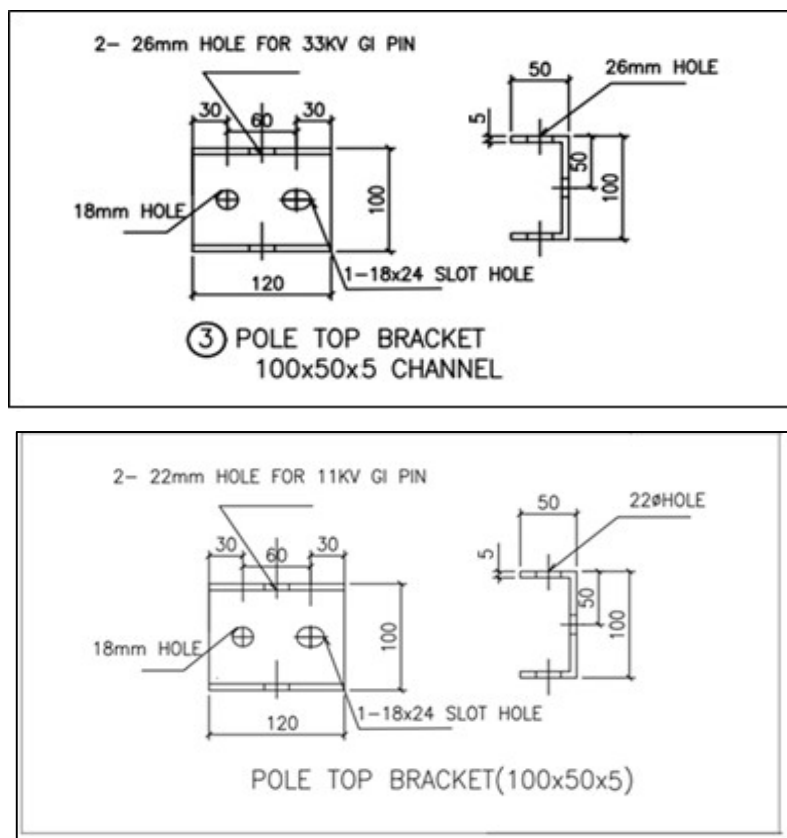 2- 26mm HOLE FOR 33KV GI PIN
30
60
30
18mm HOLE
100
1-18x24 SLOT HOLE
120
50
26mm HOLE
5
50
100
3 POLE TOP BRACKET
100x50x5 CHANNEL
2- 22mm HOLE FOR 11KV GI PIN
30
60
30
18mm HOLE
100
1-18x24 SLOT HOLE
120
50
22øHOLE
5
50
100
POLE TOP BRACKET(100x50x5)